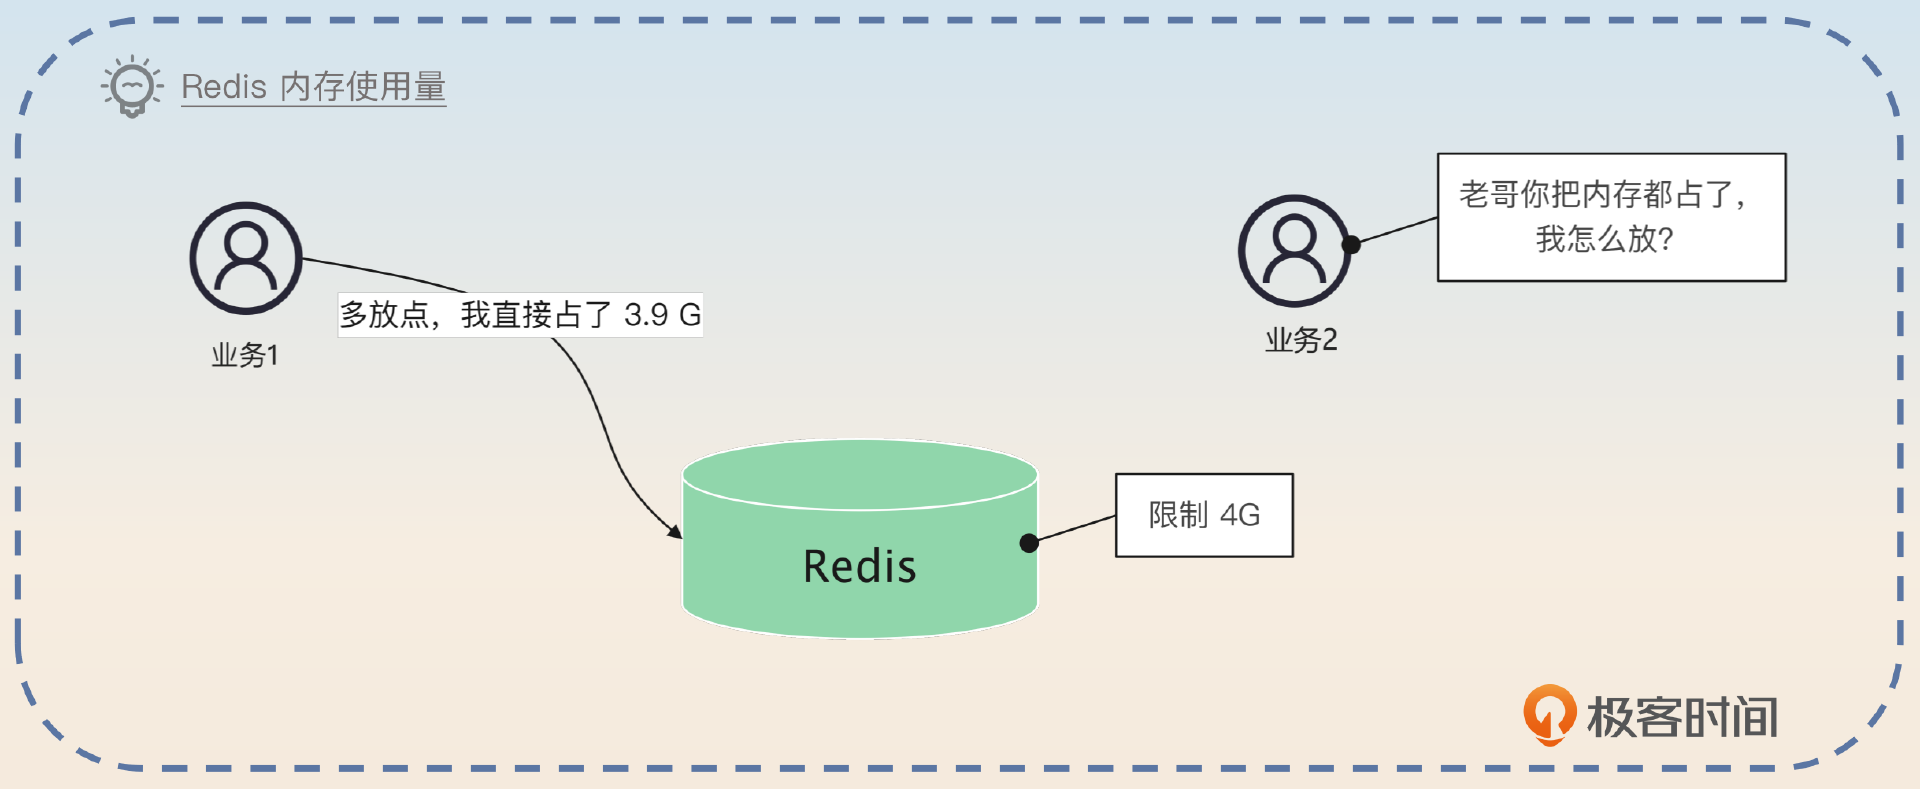 Redis 内存使用量
老哥你把内存都占了，
我怎么放？
多放点，我直接占了 3.9 G
业务1
业务2
限制 4G
Redis
极客时间